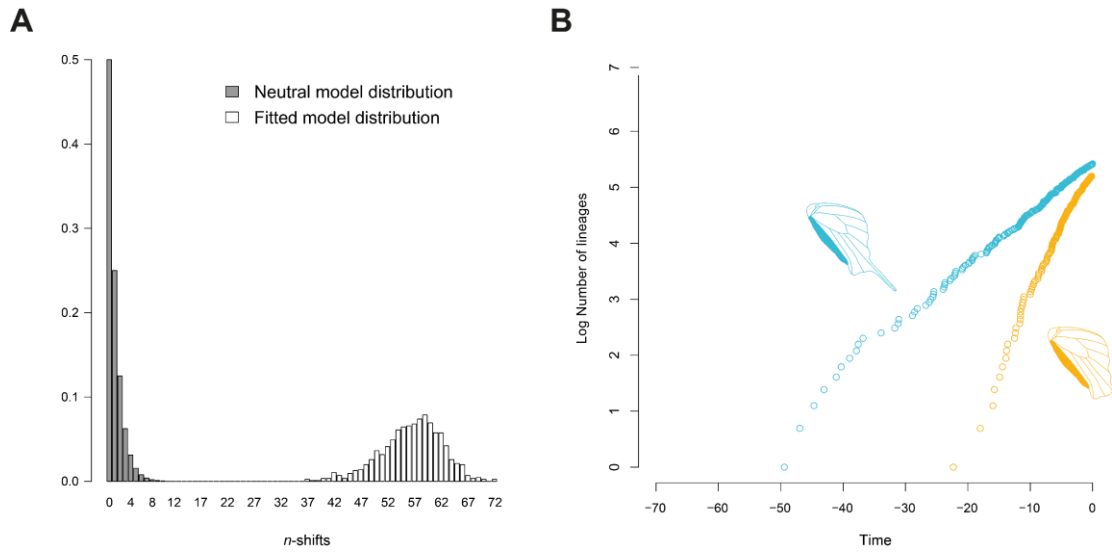 A
0.5
0.4
0.3
0.2
0.1
0.0
Neutral model distribution
Fitted model distribution
0 4 8 12 17 22 27 32 37 42 47 52 57 62 67 72
n-shifts
B
7
6
5
4
3
2
1
0
Log Number of lineages
−70 −60 −50 −40 −30 −20 −10 0
Time